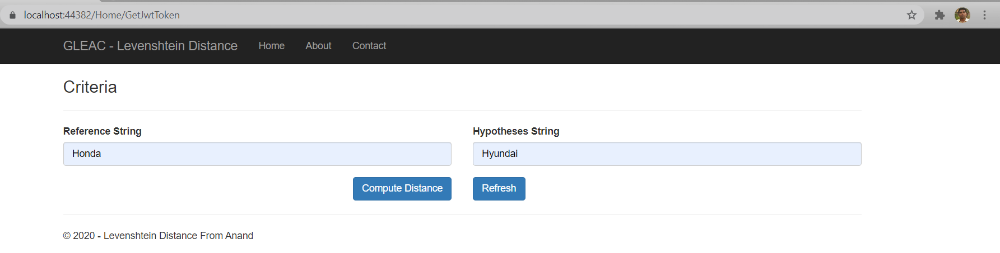 localhost:44382/Home/GetJwtToken
GLEAC - Levenshtein Distance Home About Contact
Criteria
Reference String Hypotheses String
Honda Hyundai
Compute Distance Refresh
© 2020 - Levenshtein Distance From Anand